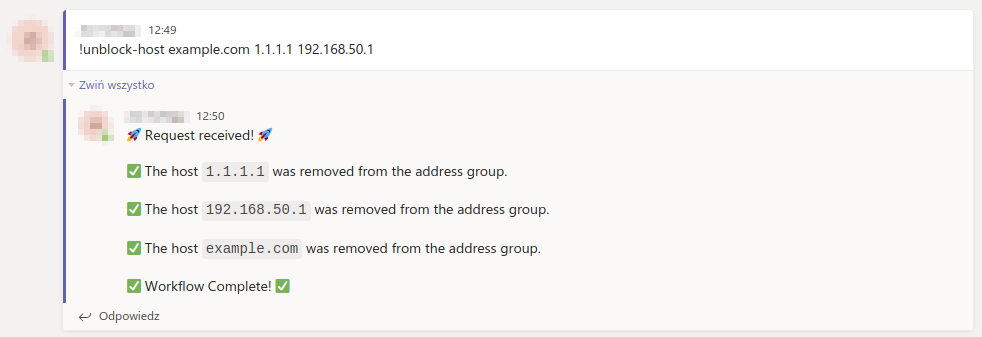 12:49
!unblock-host example.com 1.1.1.1 192.168.50.1
Zwiń wszystko
12:50
🚀 Request received! 🚀
✅ The host 1.1.1.1 was removed from the address group.
✅ The host 192.168.50.1 was removed from the address group.
✅ The host example.com was removed from the address group.
✅ Workflow Complete! ✅
Odpowiedz